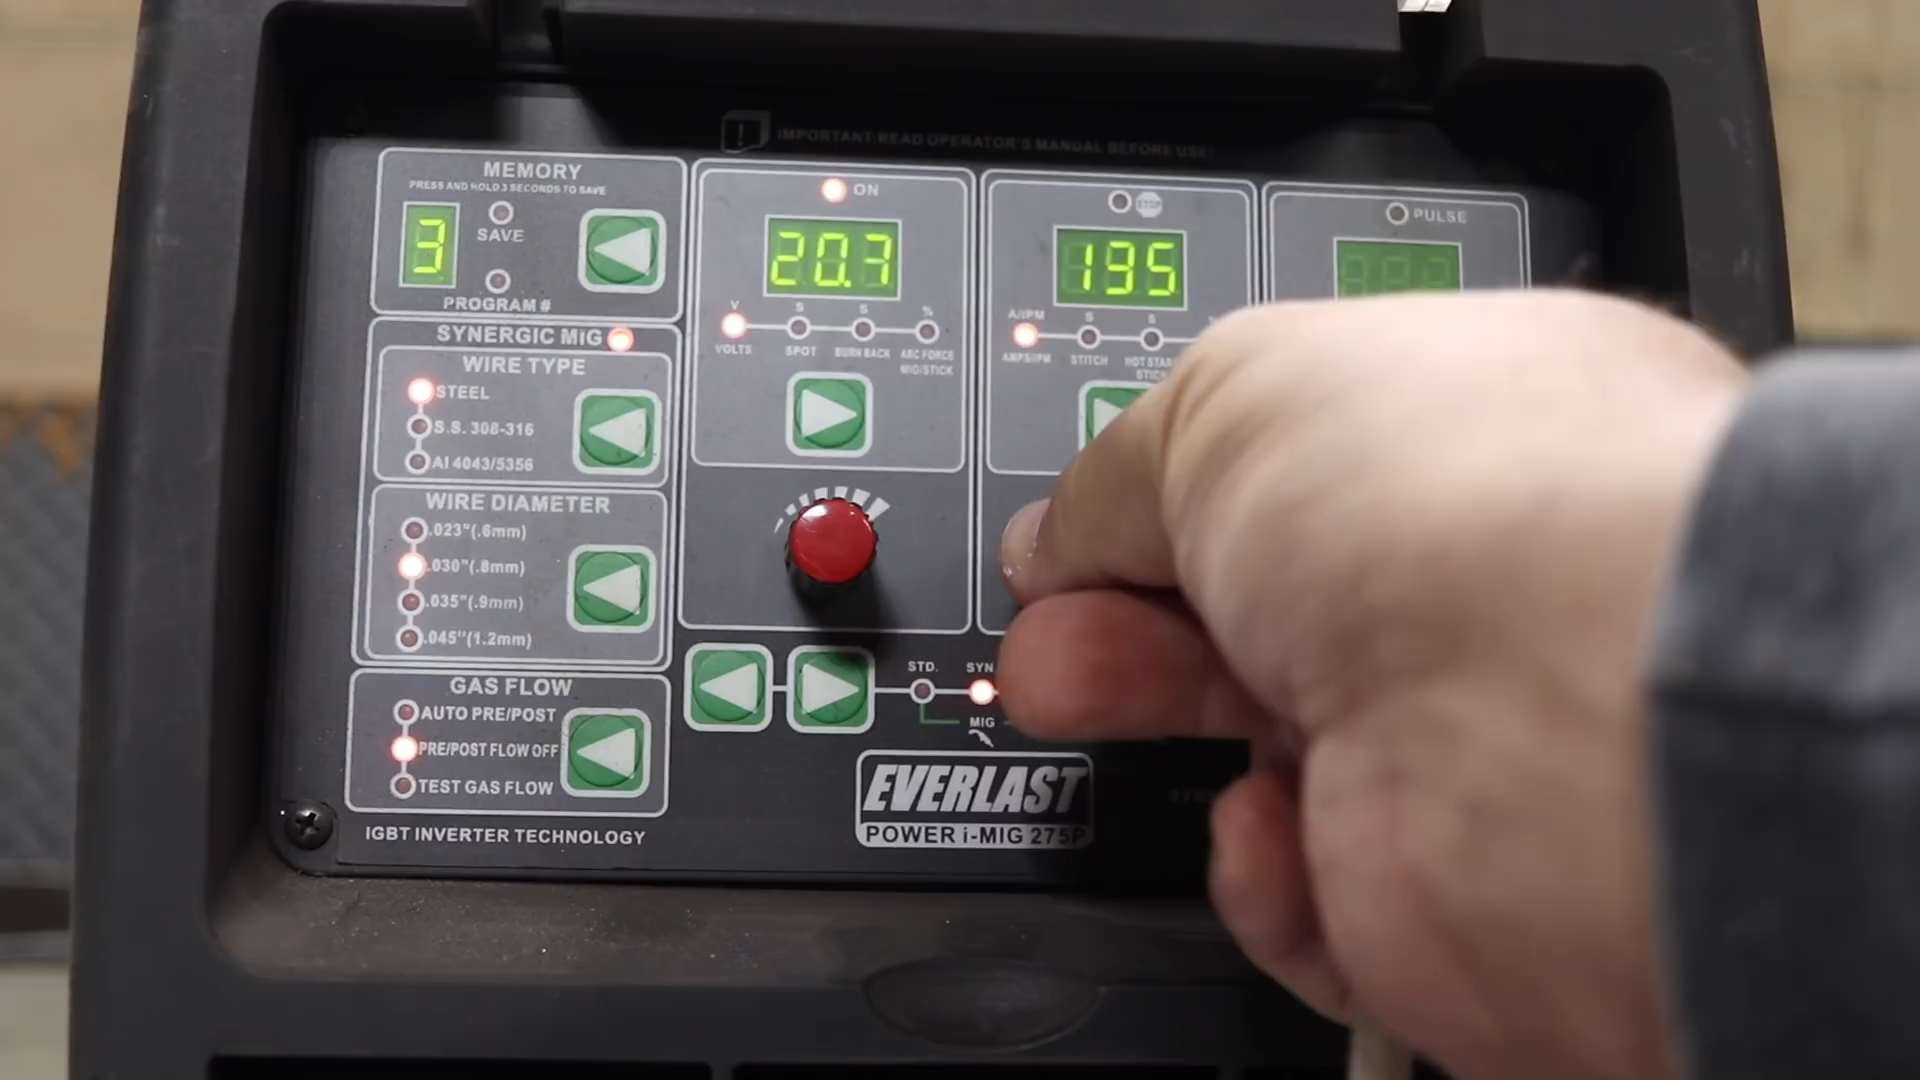 ! IMPORTANT READ OPERATOR'S MANUAL BEFORE USE!
MEMORY
PRESS AND HOLD 3 SECONDS TO SAVE
3
SAVE
PROGRAM #
SYNERGIC MIG
WIRE TYPE
STEEL
S.S. 308-316
Al 4043/5356
WIRE DIAMETER
.023"(.6mm)
.030"(.8mm)
.035"(.9mm)
.045"(1.2mm)
GAS FLOW
AUTO PRE/POST
PRE/POST FLOW OFF
TEST GAS FLOW
IGBT INVERTER TECHNOLOGY
ON
20.7
V S S %
VOLTS SPOT BURN BACK ARC FORCE
MIG/STICK
STOP
195
A/IPM S S
AMPS/IPM STITCH HOT
STICK
PULSE
STD. SYN
MIG
EVERLAST
POWER i-MIG 275P